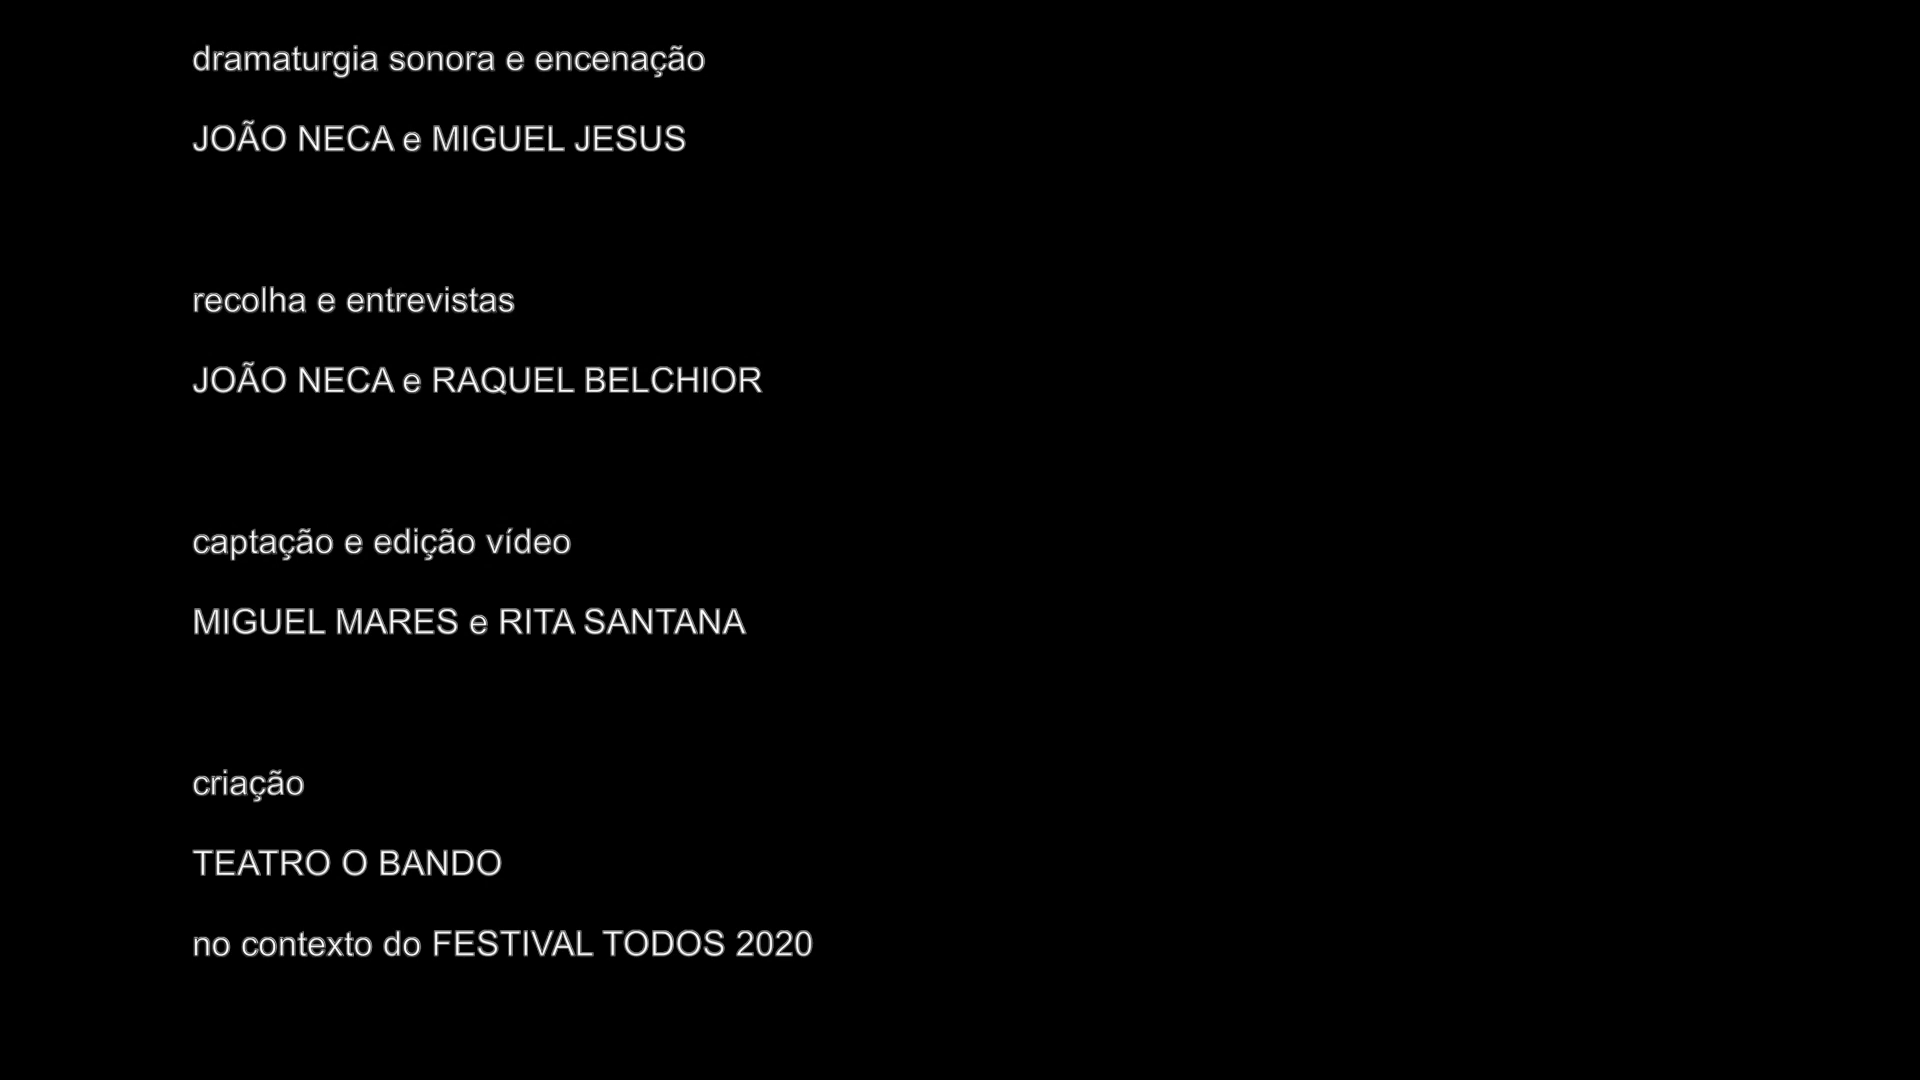 dramaturgia sonora e encenação
JOÃO NECA e MIGUEL JESUS
recolha e entrevistas
JOÃO NECA e RAQUEL BELCHIOR
captação e edição vídeo
MIGUEL MARES e RITA SANTANA
criação
TEATRO O BANDO
no contexto do FESTIVAL TODOS 2020